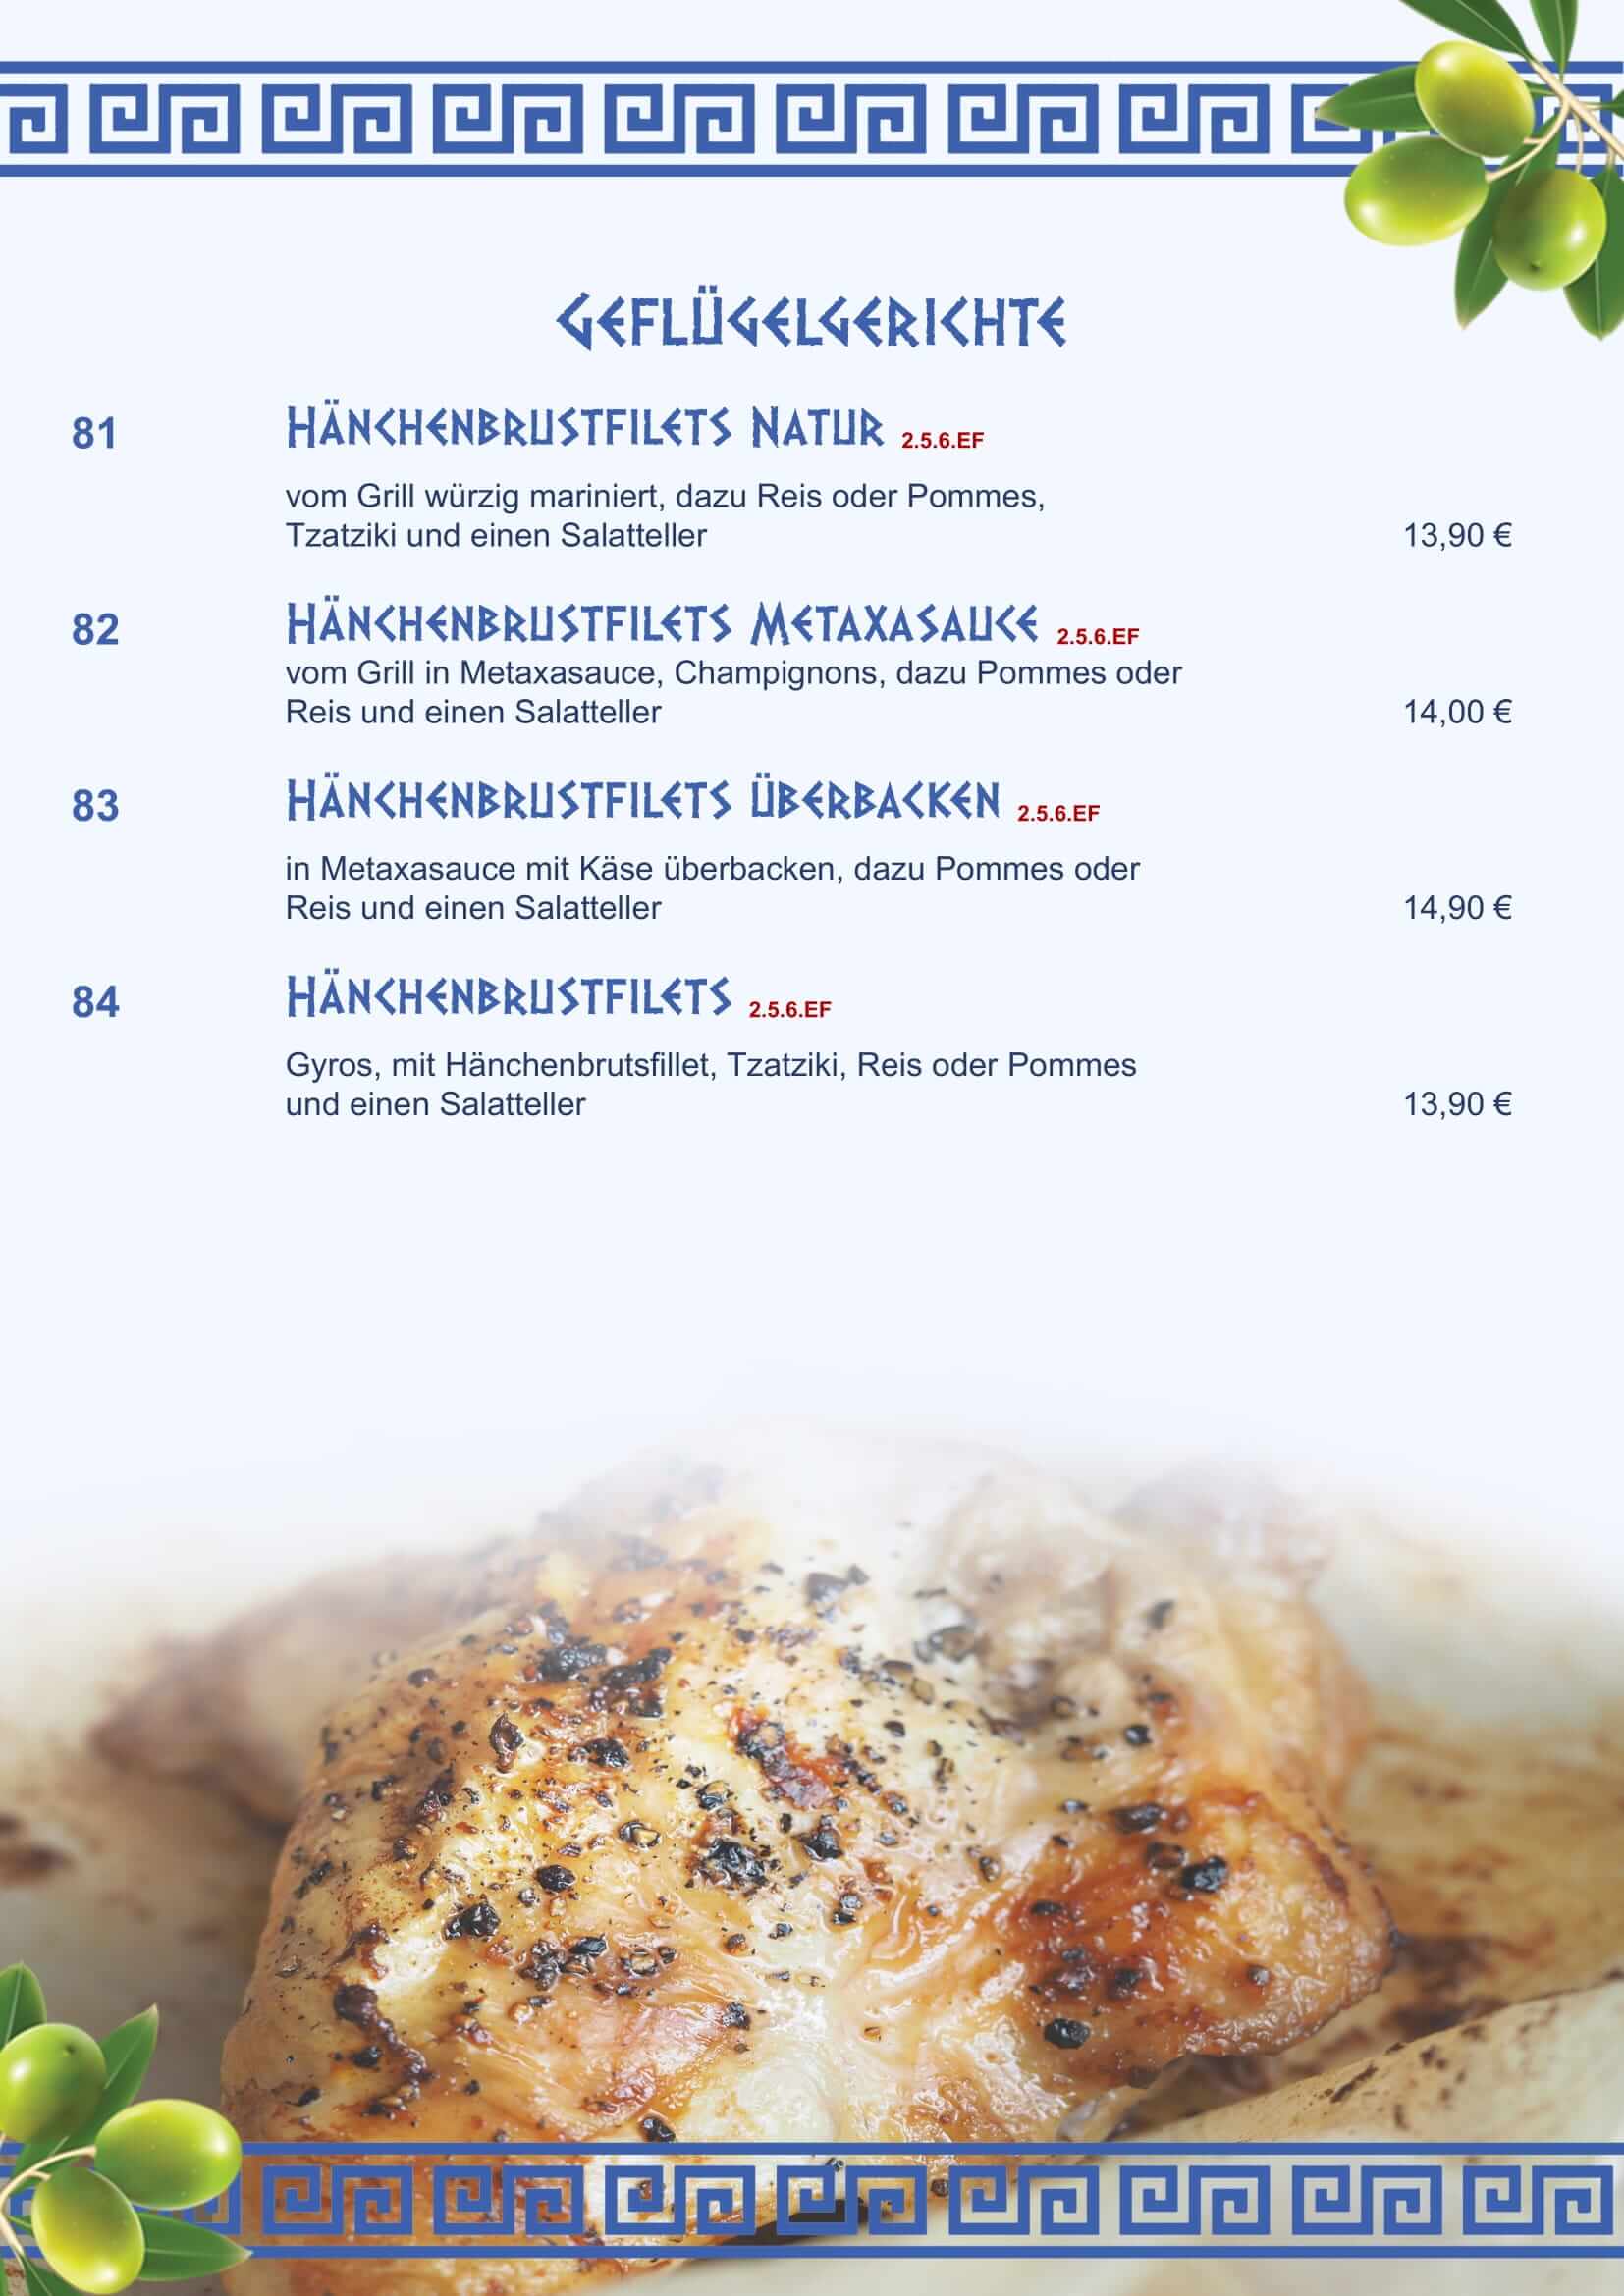 GEFLÜGELGERICHTE
81 HÄNCHENBRUSTFILETS NATUR 2.5.6.EF
vom Grill würzig mariniert, dazu Reis oder Pommes,
Tzatziki und einen Salatteller 13,90 €
82 HÄNCHENBRUSTFILETS METAXASAUCE 2.5.6.EF
vom Grill in Metaxasauce, Champignons, dazu Pommes oder
Reis und einen Salatteller 14,00 €
83 HÄNCHENBRUSTFILETS ÜBERBACKEN 2.5.6.EF
in Metaxasauce mit Käse überbacken, dazu Pommes oder
Reis und einen Salatteller 14,90 €
84 HÄNCHENBRUSTFILETS 2.5.6.EF
Gyros, mit Hänchenbrutsfillet, Tzatziki, Reis oder Pommes
und einen Salatteller 13,90 €